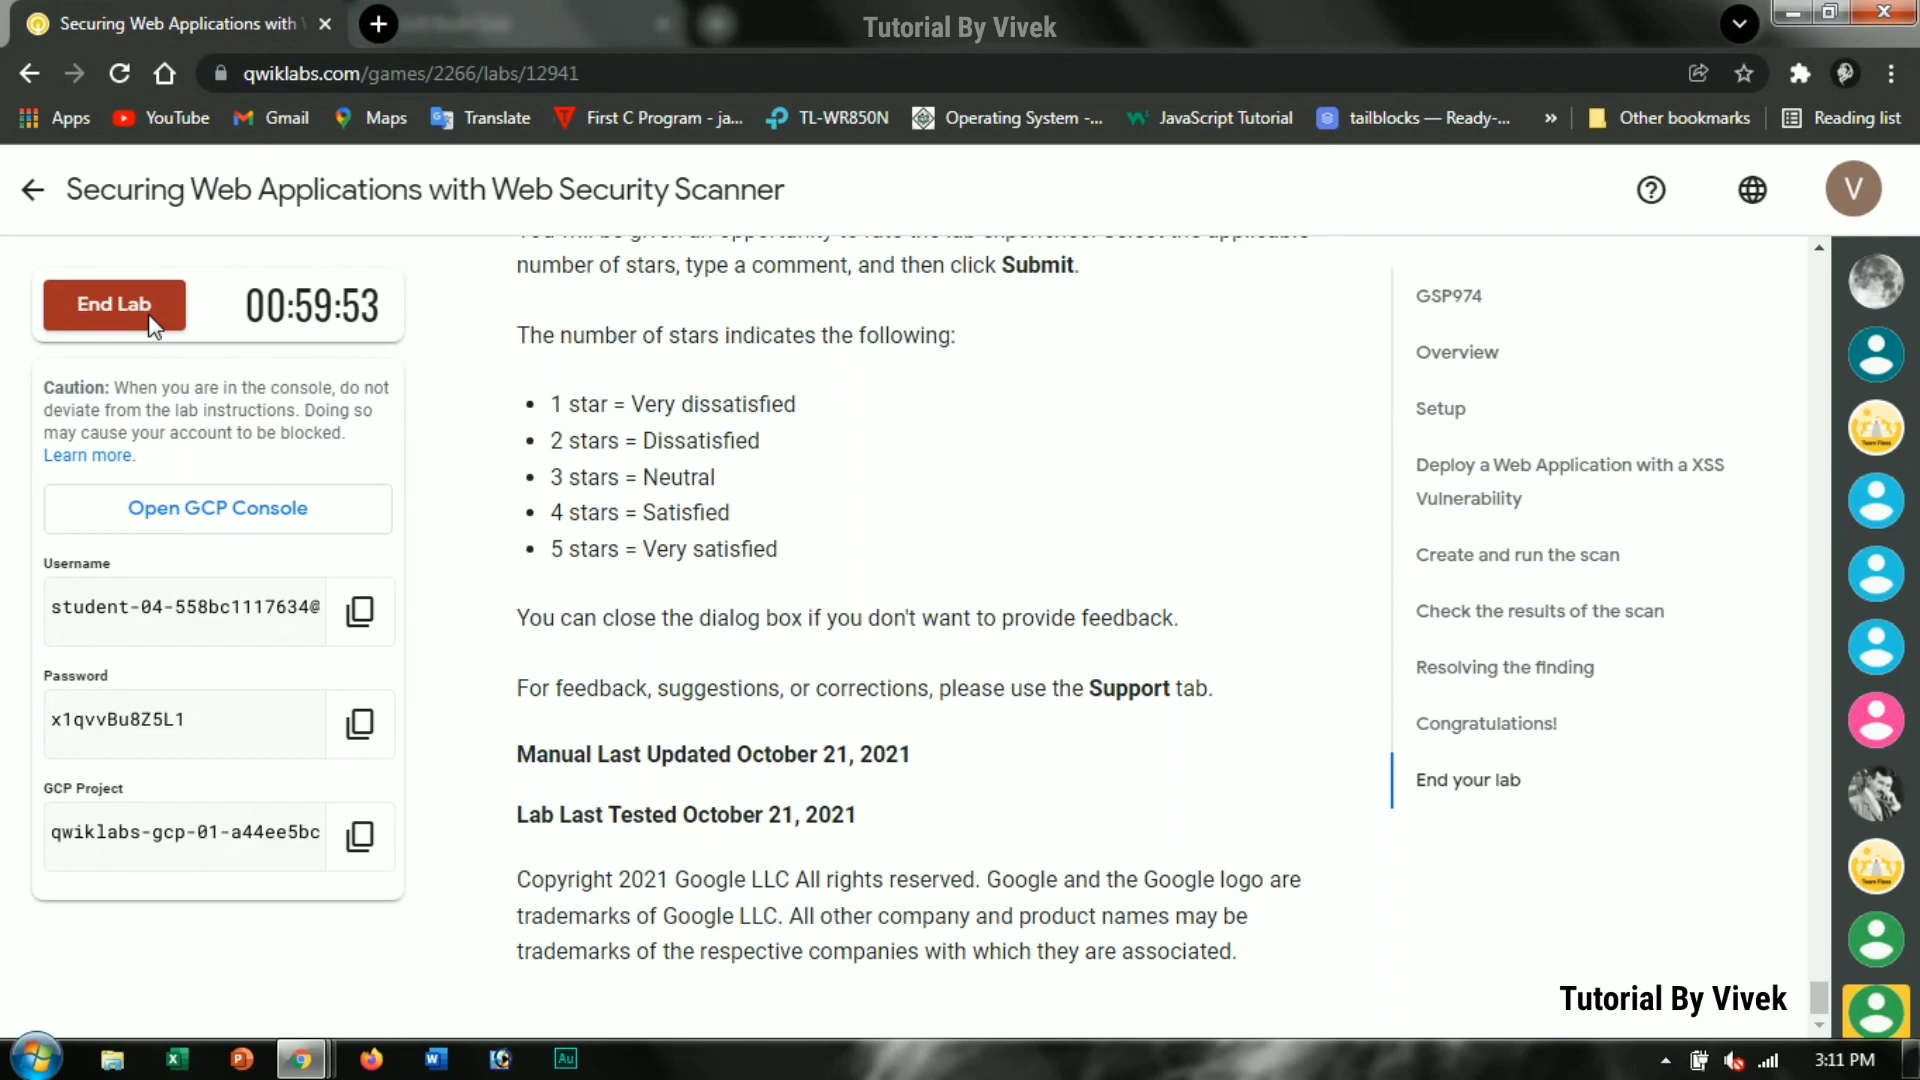 Securing Web Applications with
Tutorial By Vivek
qwiklabs.com/games/2266/labs/12941
Apps YouTube Gmail Maps Translate First C Program - ja... TL-WR850N Operating System -... JavaScript Tutorial tailblocks — Ready-... » Other bookmarks Reading list
Securing Web Applications with Web Security Scanner
V
End Lab
00:59:53
Caution: When you are in the console, do not
deviate from the lab instructions. Doing so
may cause your account to be blocked.
Learn more.
Open GCP Console
Username
student-04-558bc1117634@
Password
x1qvvBu8Z5L1
GCP Project
qwiklabs-gcp-01-a44ee5bc
number of stars, type a comment, and then click Submit.
The number of stars indicates the following:
• 1 star = Very dissatisfied
• 2 stars = Dissatisfied
• 3 stars = Neutral
• 4 stars = Satisfied
• 5 stars = Very satisfied
You can close the dialog box if you don't want to provide feedback.
For feedback, suggestions, or corrections, please use the Support tab.
Manual Last Updated October 21, 2021
Lab Last Tested October 21, 2021
Copyright 2021 Google LLC All rights reserved. Google and the Google logo are
trademarks of Google LLC. All other company and product names may be
trademarks of the respective companies with which they are associated.
GSP974
Overview
Setup
Deploy a Web Application with a XSS
Vulnerability
Create and run the scan
Check the results of the scan
Resolving the finding
Congratulations!
End your lab
Tutorial By Vivek
Au
3:11 PM